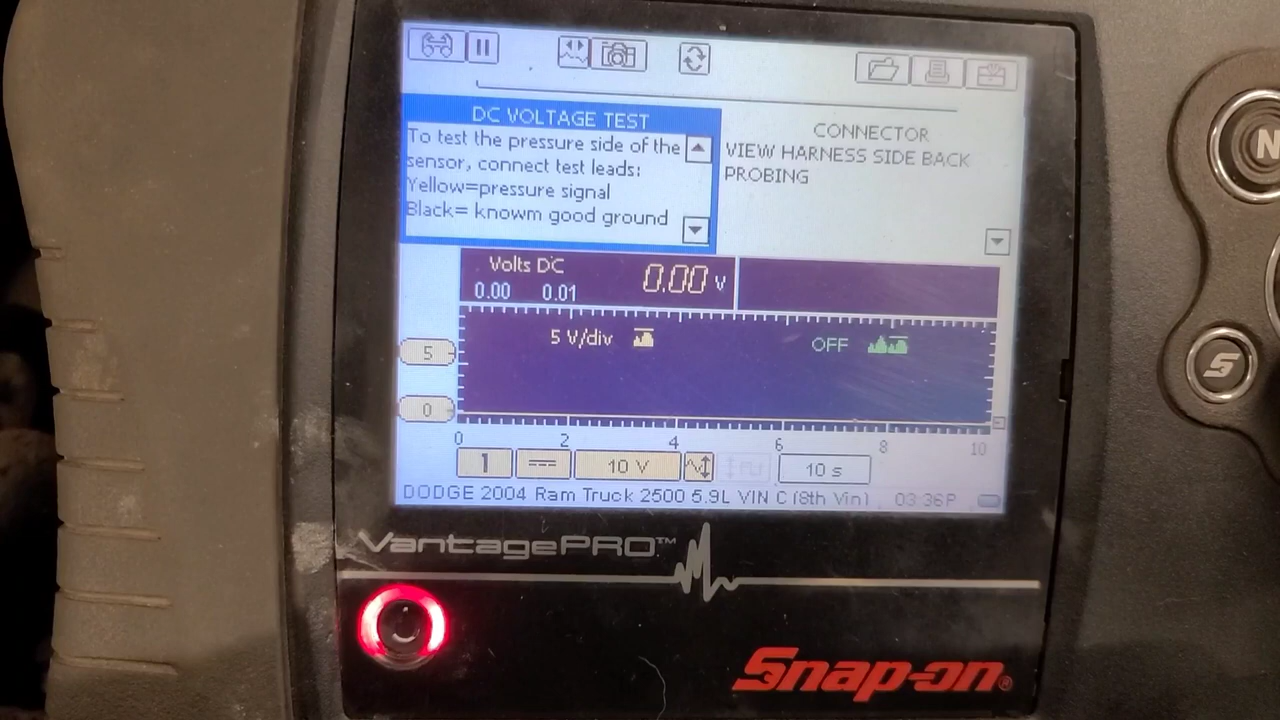 DC VOLTAGE TEST
To test the pressure side of the
sensor, connect test leads:
Yellow=pressure signal
Black= knowm good ground
CONNECTOR
VIEW HARNESS SIDE BACK
PROBING
Volts DC
0.00 0.01
0.00 V
5 V/div
OFF
5
0
0 2 4 6 8 10
1 10 V 10 s
DODGE 2004 Ram Truck 2500 5.9L VIN C (8th Vin) 03:36P
VantagePRO™
Snap-on®
N
S